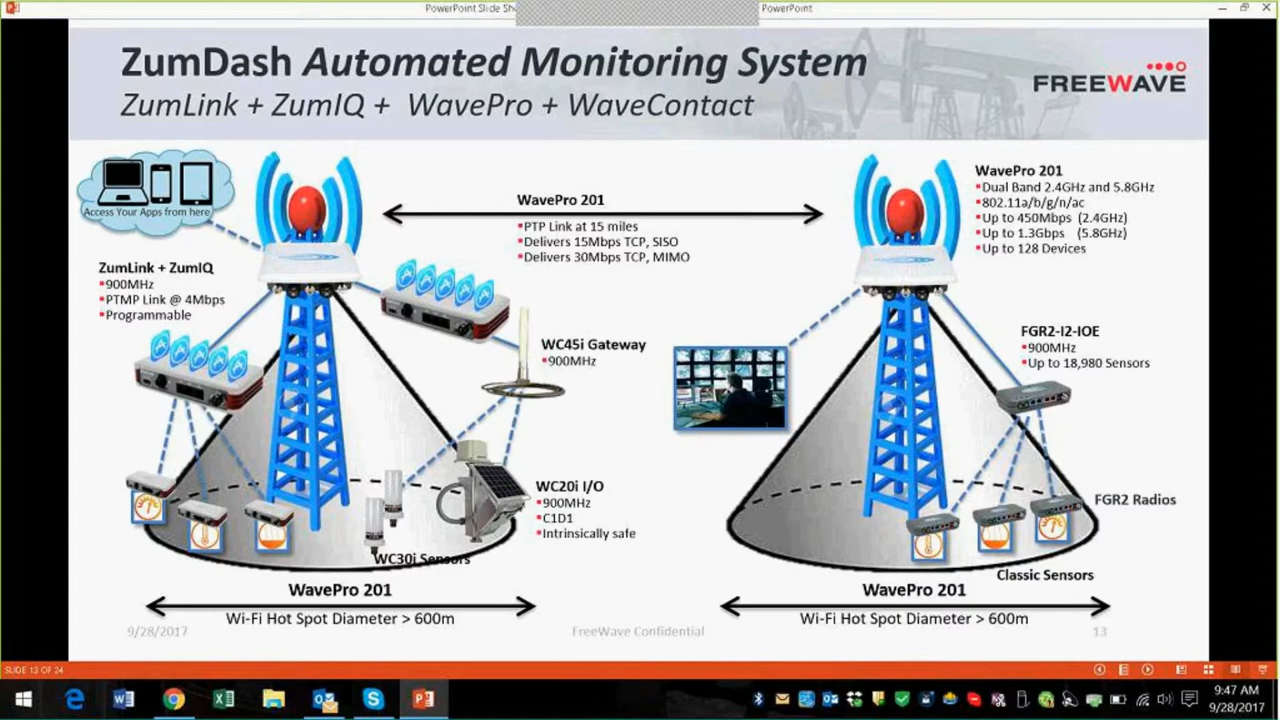 PowerPoint Slide Sh
PowerPoint
ZumDash Automated Monitoring System
ZumLink + ZumIQ + WavePro + WaveContact
FREEWAVE
Access Your Apps from here
WavePro 201
PTP Link at 15 miles
Delivers 15Mbps TCP, SISO
Delivers 30Mbps TCP, MIMO
WavePro 201
Dual Band 2.4GHz and 5.8GHz
802.11a/b/g/n/ac
Up to 450Mbps (2.4GHz)
Up to 1.3Gbps (5.8GHz)
Up to 128 Devices
ZumLink + ZumIQ
900MHz
PTMP Link @ 4Mbps
Programmable
WC45i Gateway
900MHz
FGR2-I2-IOE
900MHz
Up to 18,980 Sensors
WC20i I/O
900MHz
C1D1
Intrinsically safe
FGR2 Radios
WC30i Sensors
Classic Sensors
WavePro 201
Wi-Fi Hot Spot Diameter > 600m
WavePro 201
Wi-Fi Hot Spot Diameter > 600m
9/28/2017
FreeWave Confidential
13
SLIDE 13 OF 24
9:47 AM
9/28/2017